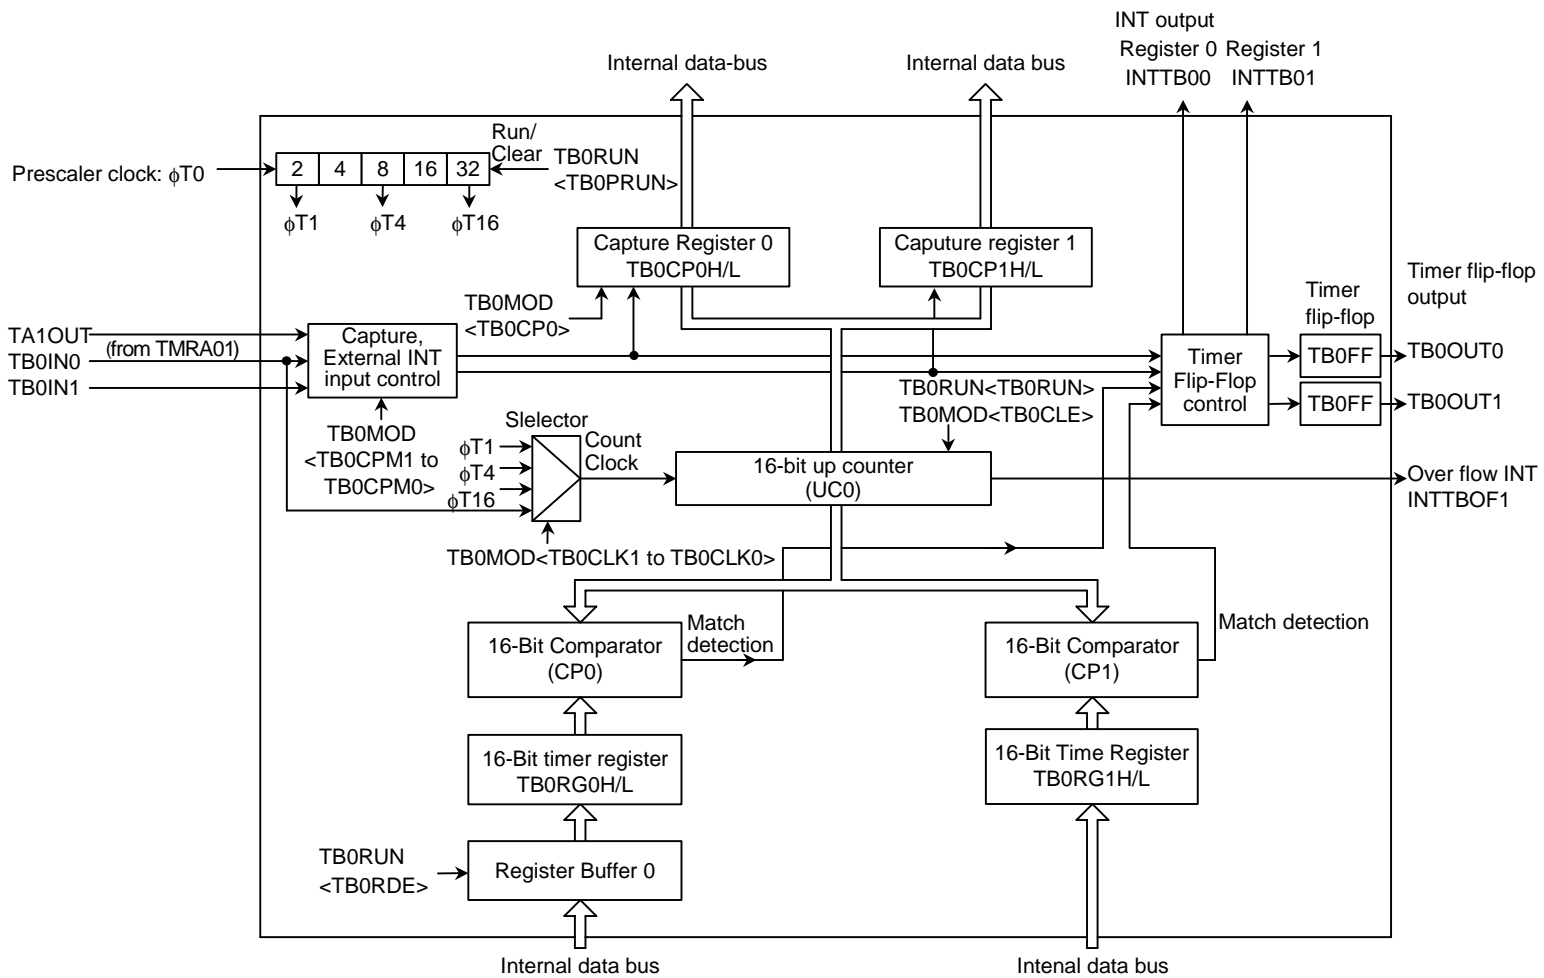 INT output
Register 0 Register 1
INTTB00 INTTB01
Internal data-bus
Internal data bus
Run/
Clear
Prescaler clock: ϕT0
2 4 8 16 32
TB0RUN
<TB0PRUN>
ϕT1 ϕT4 ϕT16
Capture Register 0
TB0CP0H/L
Caputure register 1
TB0CP1H/L
Timer flip-flop
output
Timer
flip-flop
TB0MOD
<TB0CP0>
TA1OUT
(from TMRA01)
TB0IN0
TB0IN1
Capture,
External INT
input control
Timer
Flip-Flop
control
TB0FF
TB0OUT0
TB0FF
TB0OUT1
TB0RUN<TB0RUN>
TB0MOD<TB0CLE>
TB0MOD
<TB0CPM1 to
TB0CPM0>
Slelector
ϕT1
ϕT4
ϕT16
Count
Clock
16-bit up counter
(UC0)
Over flow INT
INTTBOF1
TB0MOD<TB0CLK1 to TB0CLK0>
16-Bit Comparator
(CP0)
Match
detection
16-Bit Comparator
(CP1)
Match detection
16-Bit timer register
TB0RG0H/L
16-Bit Time Register
TB0RG1H/L
TB0RUN
<TB0RDE>
Register Buffer 0
Internal data bus
Intenal data bus